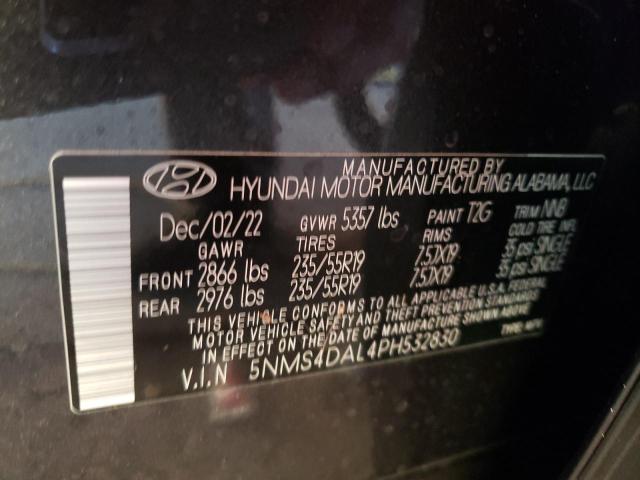 MANUFACTURED BY
HYUNDAI MOTOR MANUFACTURING ALABAMA, LLC
Dec/02/22 GVWR 5357 lbs PAINT T2G TRIM NNB
GAWR TIRES RIMS COLD TIRE INFL.
FRONT 2866 lbs 235/55R19 7.5JX19 35 psi SINGLE
REAR 2976 lbs 235/55R19 7.5JX19 35 psi SINGLE
THIS VEHICLE CONFORMS TO ALL APPLICABLE U.S.A. FEDERAL
MOTOR VEHICLE SAFETY AND THEFT PREVENTION STANDARDS
IN EFFECT ON THE DATE OF MANUFACTURE SHOWN ABOVE.
V.I.N 5NMS4DAL4PH532830 TYPE: MPV